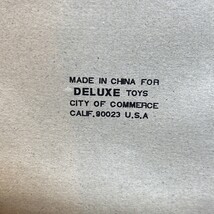 MADE IN CHINA FOR
DELUXE TOYS
CITY OF COMMERCE
CALIF. 90023 U.S.A